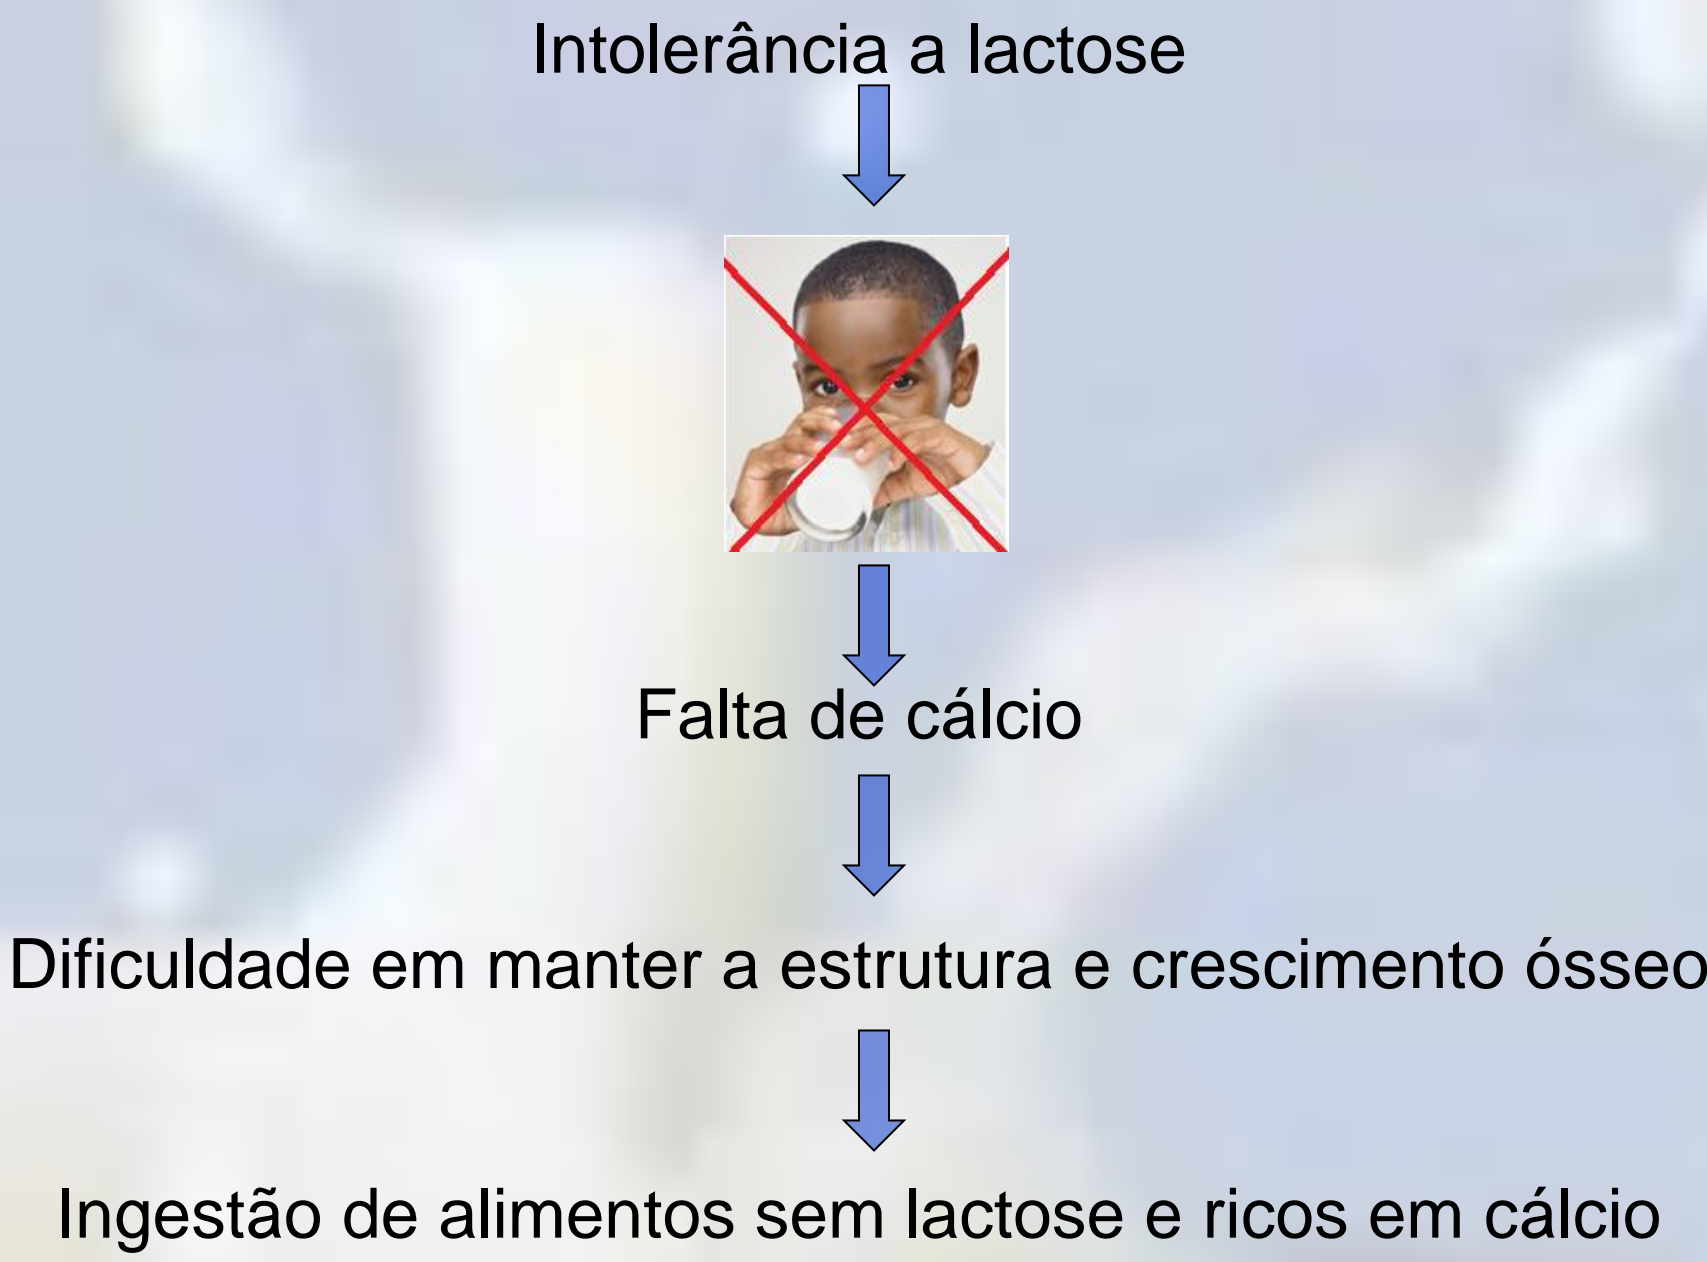 Intolerância a lactose
Falta de cálcio
Dificuldade em manter a estrutura e crescimento ósseo
Ingestão de alimentos sem lactose e ricos em cálcio